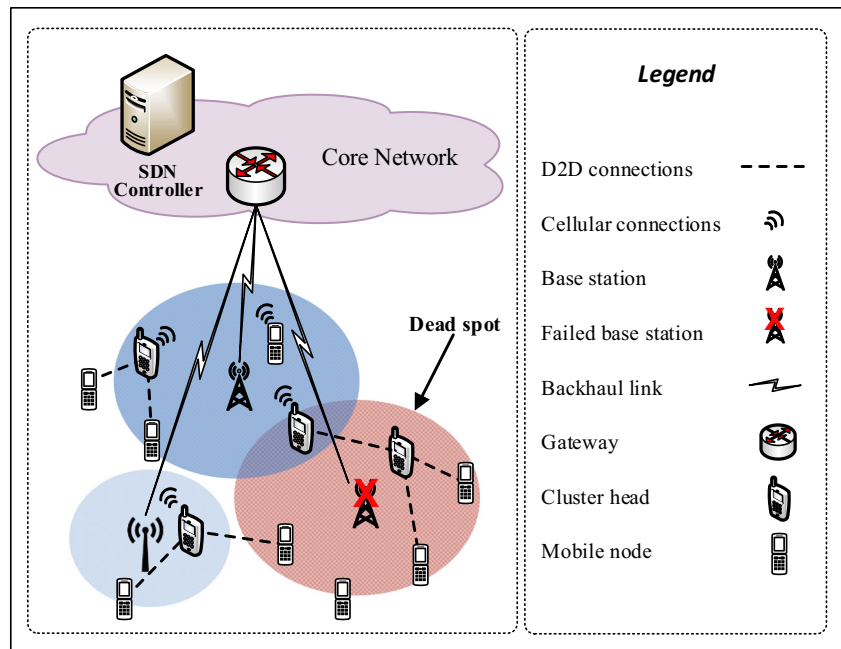 SDN
Controller
Core Network
Dead spot
Legend
D2D connections
Cellular connections
Base station
Failed base station
Backhaul link
Gateway
Cluster head
Mobile node